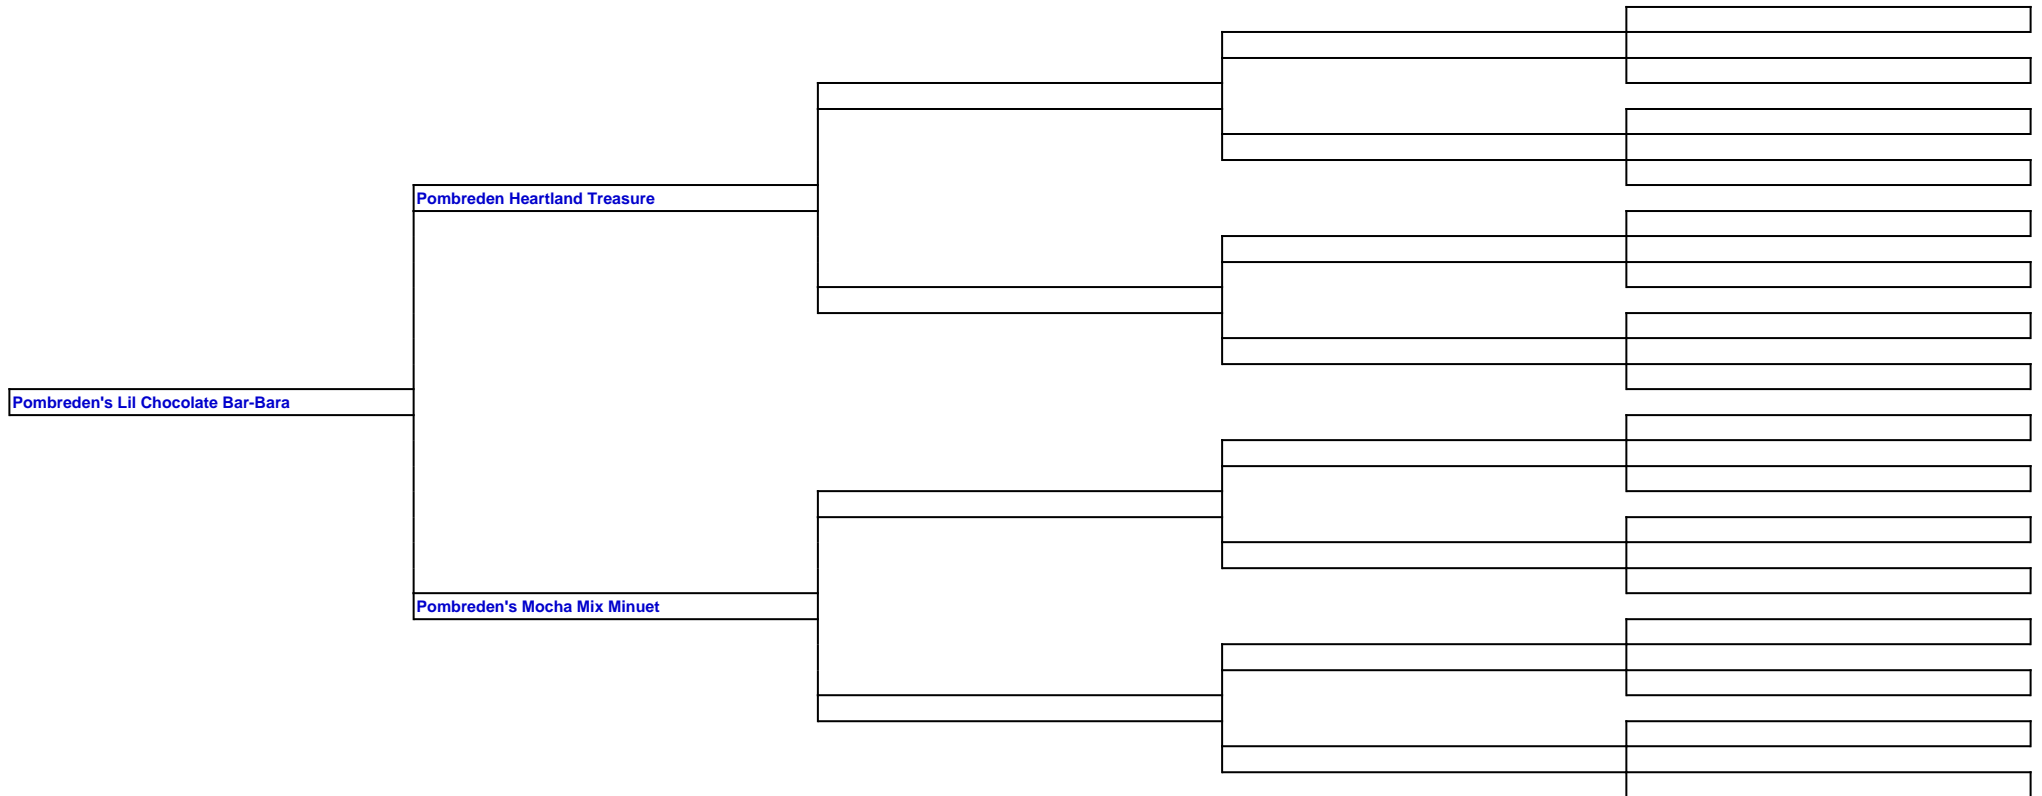 Pombreden Heartland Treasure
Pombreden's Lil Chocolate Bar-Bara
Pombreden's Mocha Mix Minuet